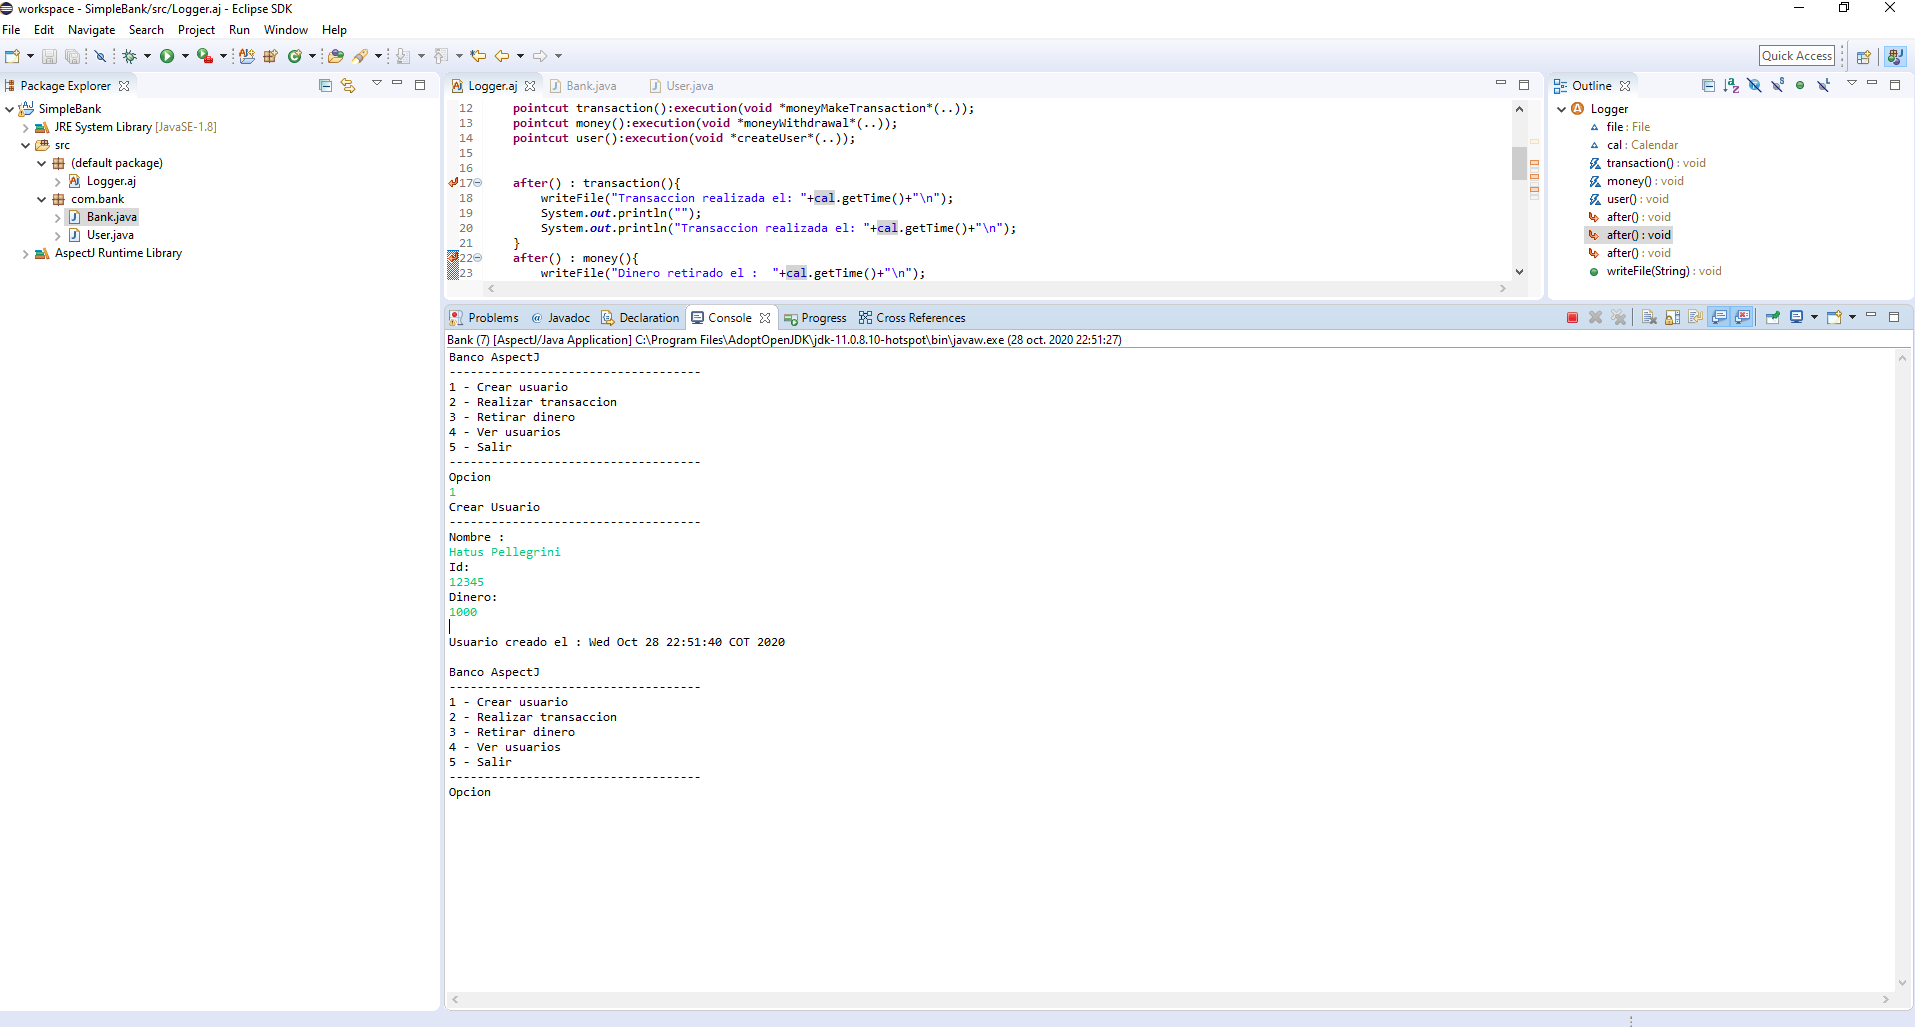 workspace - SimpleBank/src/Logger.aj - Eclipse SDK
File Edit Navigate Search Project Run Window Help
Quick Access
Package Explorer
SimpleBank
JRE System Library [JavaSE-1.8]
src
(default package)
Logger.aj
com.bank
Bank.java
User.java
AspectJ Runtime Library
Logger.aj Bank.java User.java
12 pointcut transaction():execution(void *moneyMakeTransaction*(..));
13 pointcut money():execution(void *moneyWithdrawal*(..));
14 pointcut user():execution(void *createUser*(..));
15
16
17 after() : transaction(){
18 writeFile("Transaccion realizada el: "+cal.getTime()+"\n");
19 System.out.println("");
20 System.out.println("Transaccion realizada el: "+cal.getTime()+"\n");
21 }
22 after() : money(){
23 writeFile("Dinero retirado el :  "+cal.getTime()+"\n");
Outline
Logger
file : File
cal : Calendar
transaction() : void
money() : void
user() : void
after() : void
after() : void
after() : void
writeFile(String) : void
Problems @ Javadoc Declaration Console Progress Cross References
Bank (7) [AspectJ/Java Application] C:\Program Files\AdoptOpenJDK\jdk-11.0.8.10-hotspot\bin\javaw.exe (28 oct. 2020 22:51:27)
Banco AspectJ
------------------------------------
1 - Crear usuario
2 - Realizar transaccion
3 - Retirar dinero
4 - Ver usuarios
5 - Salir
------------------------------------
Opcion
1
Crear Usuario
------------------------------------
Nombre :
Hatus Pellegrini
Id:
12345
Dinero:
1000
Usuario creado el : Wed Oct 28 22:51:40 COT 2020
Banco AspectJ
------------------------------------
1 - Crear usuario
2 - Realizar transaccion
3 - Retirar dinero
4 - Ver usuarios
5 - Salir
------------------------------------
Opcion